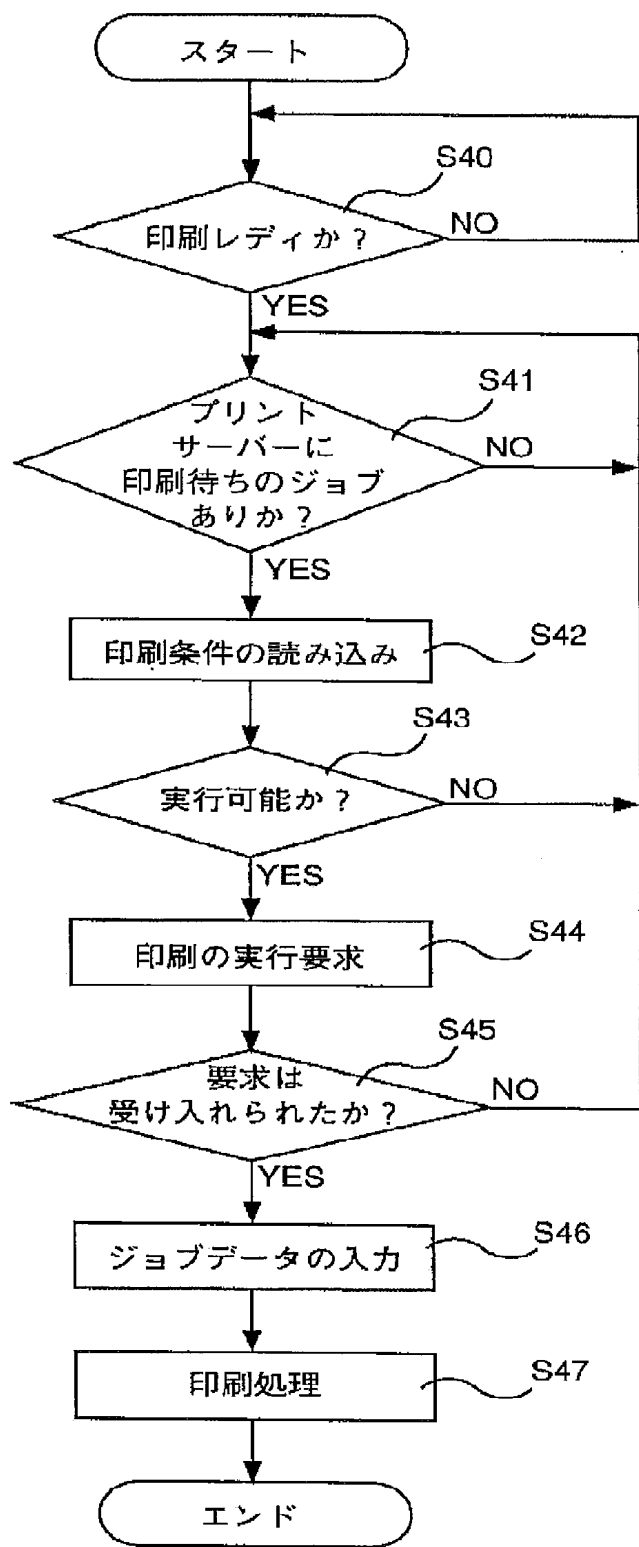 スタート
S40
印刷レディか？
NO
YES
S41
プリント
サーバーに
印刷待ちのジョブ
ありか？
NO
YES
印刷条件の読み込み
S42
S43
実行可能か？
NO
YES
印刷の実行要求
S44
S45
要求は
受け入れられたか？
NO
YES
ジョブデータの入力
S46
印刷処理
S47
エンド